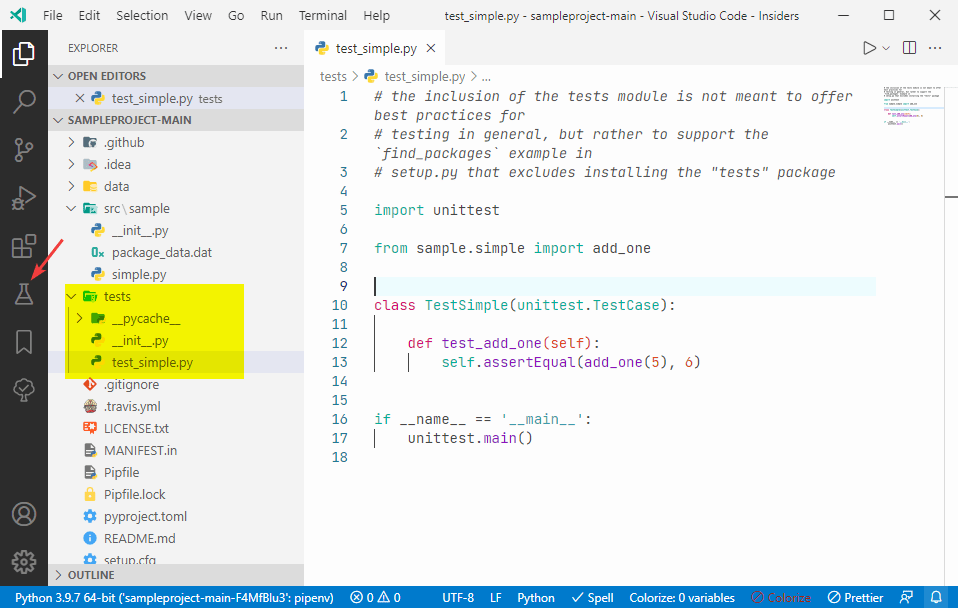 File Edit Selection View Go Run Terminal Help test_simple.py - sampleproject-main - Visual Studio Code - Insiders
EXPLORER
OPEN EDITORS
test_simple.py tests
SAMPLEPROJECT-MAIN
.github
.idea
data
src\sample
__init__.py
package_data.dat
simple.py
tests
__pycache__
__init__.py
test_simple.py
.gitignore
.travis.yml
LICENSE.txt
MANIFEST.in
Pipfile
Pipfile.lock
pyproject.toml
README.md
setup.cfg
OUTLINE
test_simple.py
tests > test_simple.py > ...
1 # the inclusion of the tests module is not meant to offer
best practices for
2 # testing in general, but rather to support the
`find_packages` example in
3 # setup.py that excludes installing the "tests" package
4
5 import unittest
6
7 from sample.simple import add_one
8
9
10 class TestSimple(unittest.TestCase):
11
12 def test_add_one(self):
13 self.assertEqual(add_one(5), 6)
14
15
16 if __name__ == '__main__':
17 unittest.main()
18
Python 3.9.7 64-bit ('sampleproject-main-F4MfBlu3': pipenv) 0 0 UTF-8 LF Python Spell Colorize: 0 variables Colorize Prettier